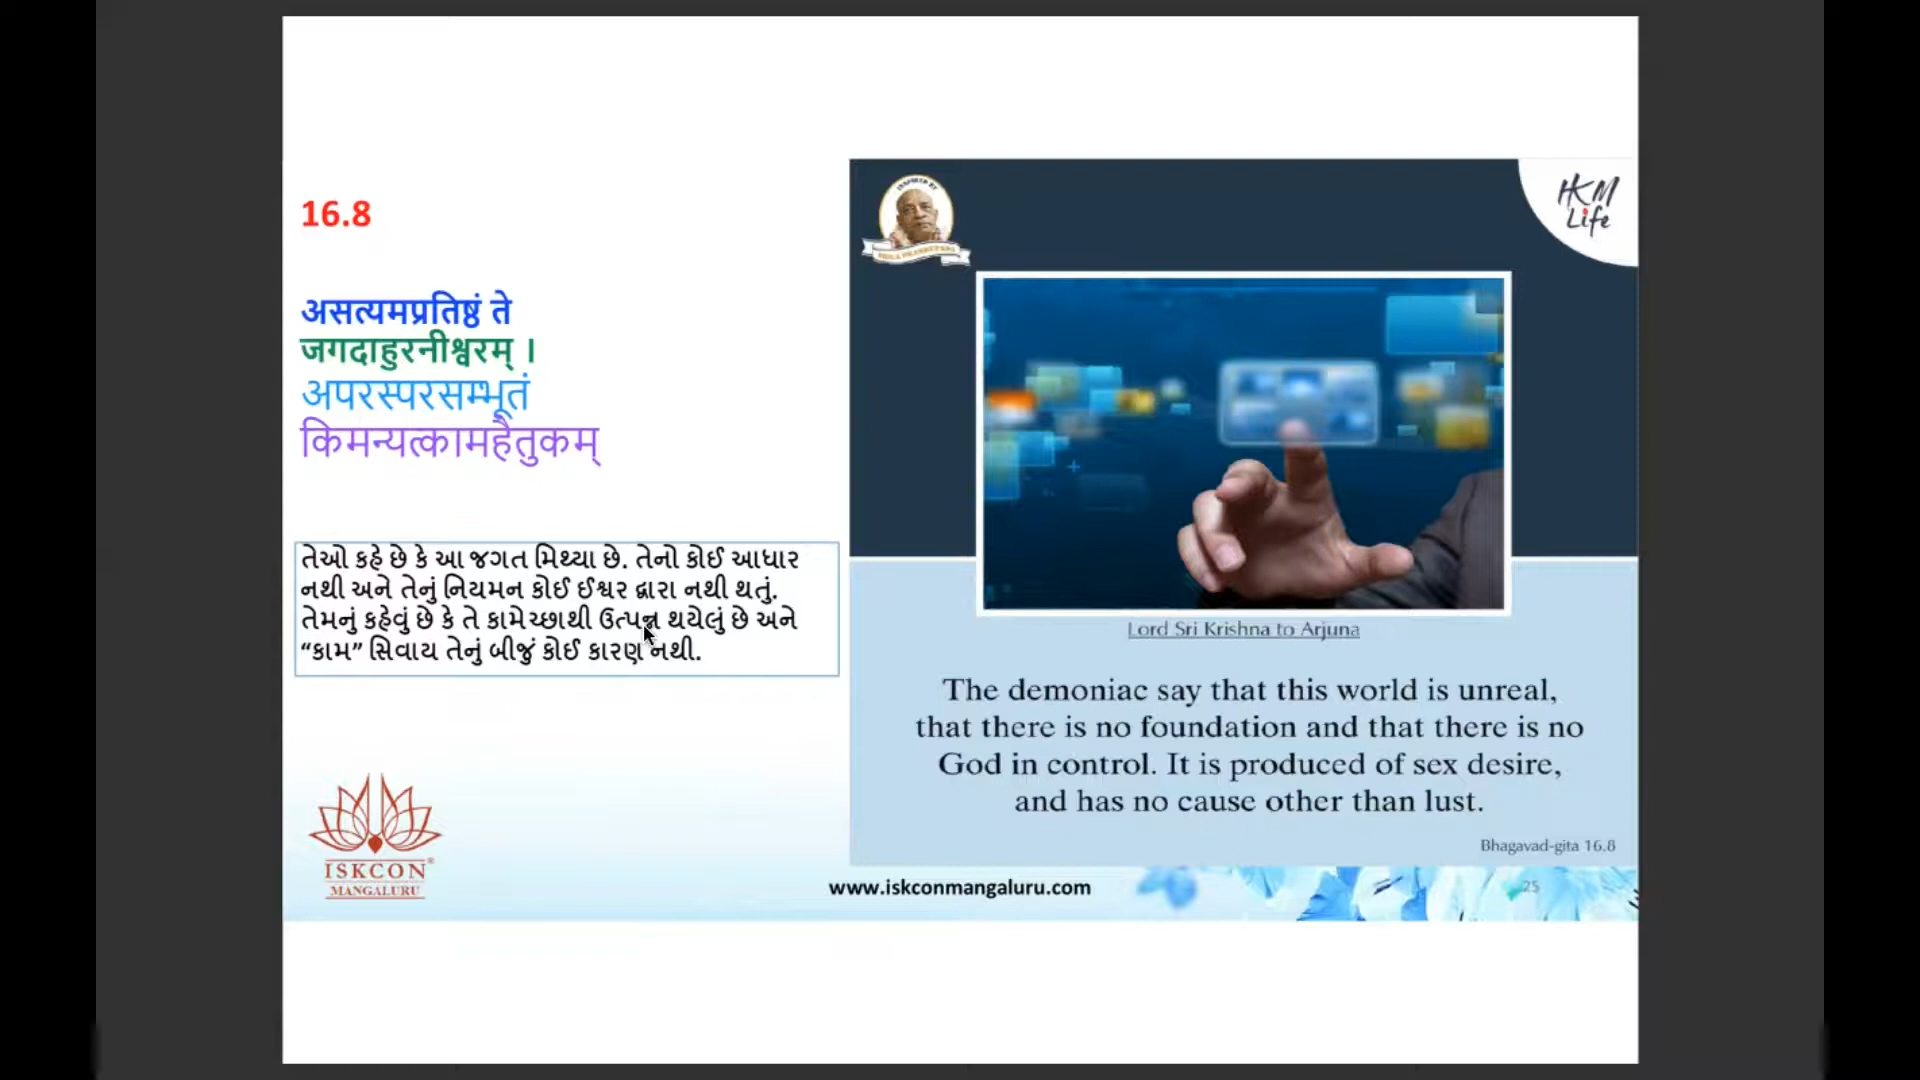 16.8
असत्यमप्रतिष्ठं ते
जगदाहुरनीश्वरम् ।
अपरस्परसम्भूतं
किमन्यत्कामहैतुकम्
તેઓ કહે છે કે આ જગત મિથ્યા છે. તેનો કોઈ આધાર
નથી અને તેનું નિયમન કોઈ ઈશ્વર દ્વારા નથી થતું.
તેમનું કહેવું છે કે તે કામેચ્છાથી ઉત્પન્ન થયેલું છે અને
“કામ” સિવાય તેનું બીજું કોઈ કારણ નથી.
ISKCON
MANGALURU
INSPIRED BY
HKM
Life
Lord Sri Krishna to Arjuna
The demoniac say that this world is unreal,
that there is no foundation and that there is no
God in control. It is produced of sex desire,
and has no cause other than lust.
Bhagavad-gita 16.8
www.iskconmangaluru.com
25